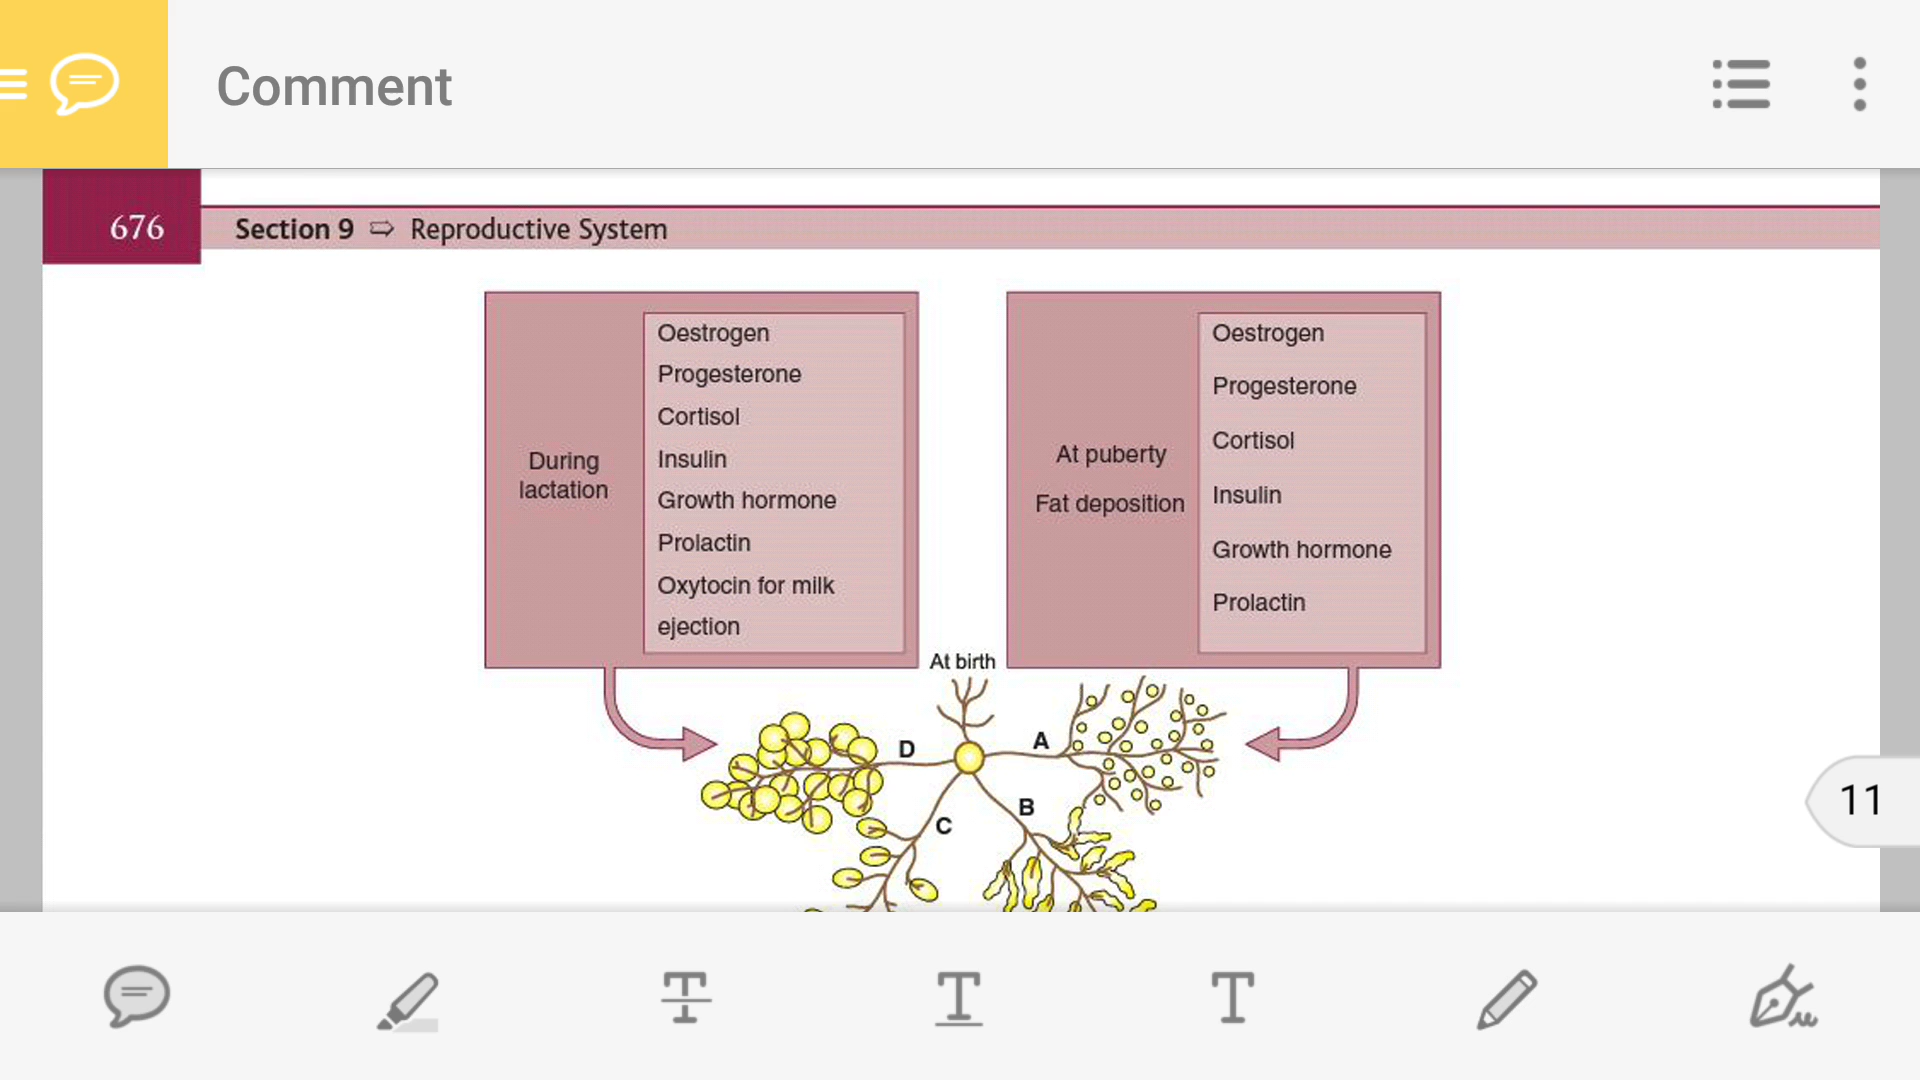 Comment
676
Section 9 ⇨ Reproductive System
During
lactation
Oestrogen
Progesterone
Cortisol
Insulin
Growth hormone
Prolactin
Oxytocin for milk
ejection
At puberty
Fat deposition
Oestrogen
Progesterone
Cortisol
Insulin
Growth hormone
Prolactin
At birth
D
A
B
C
11